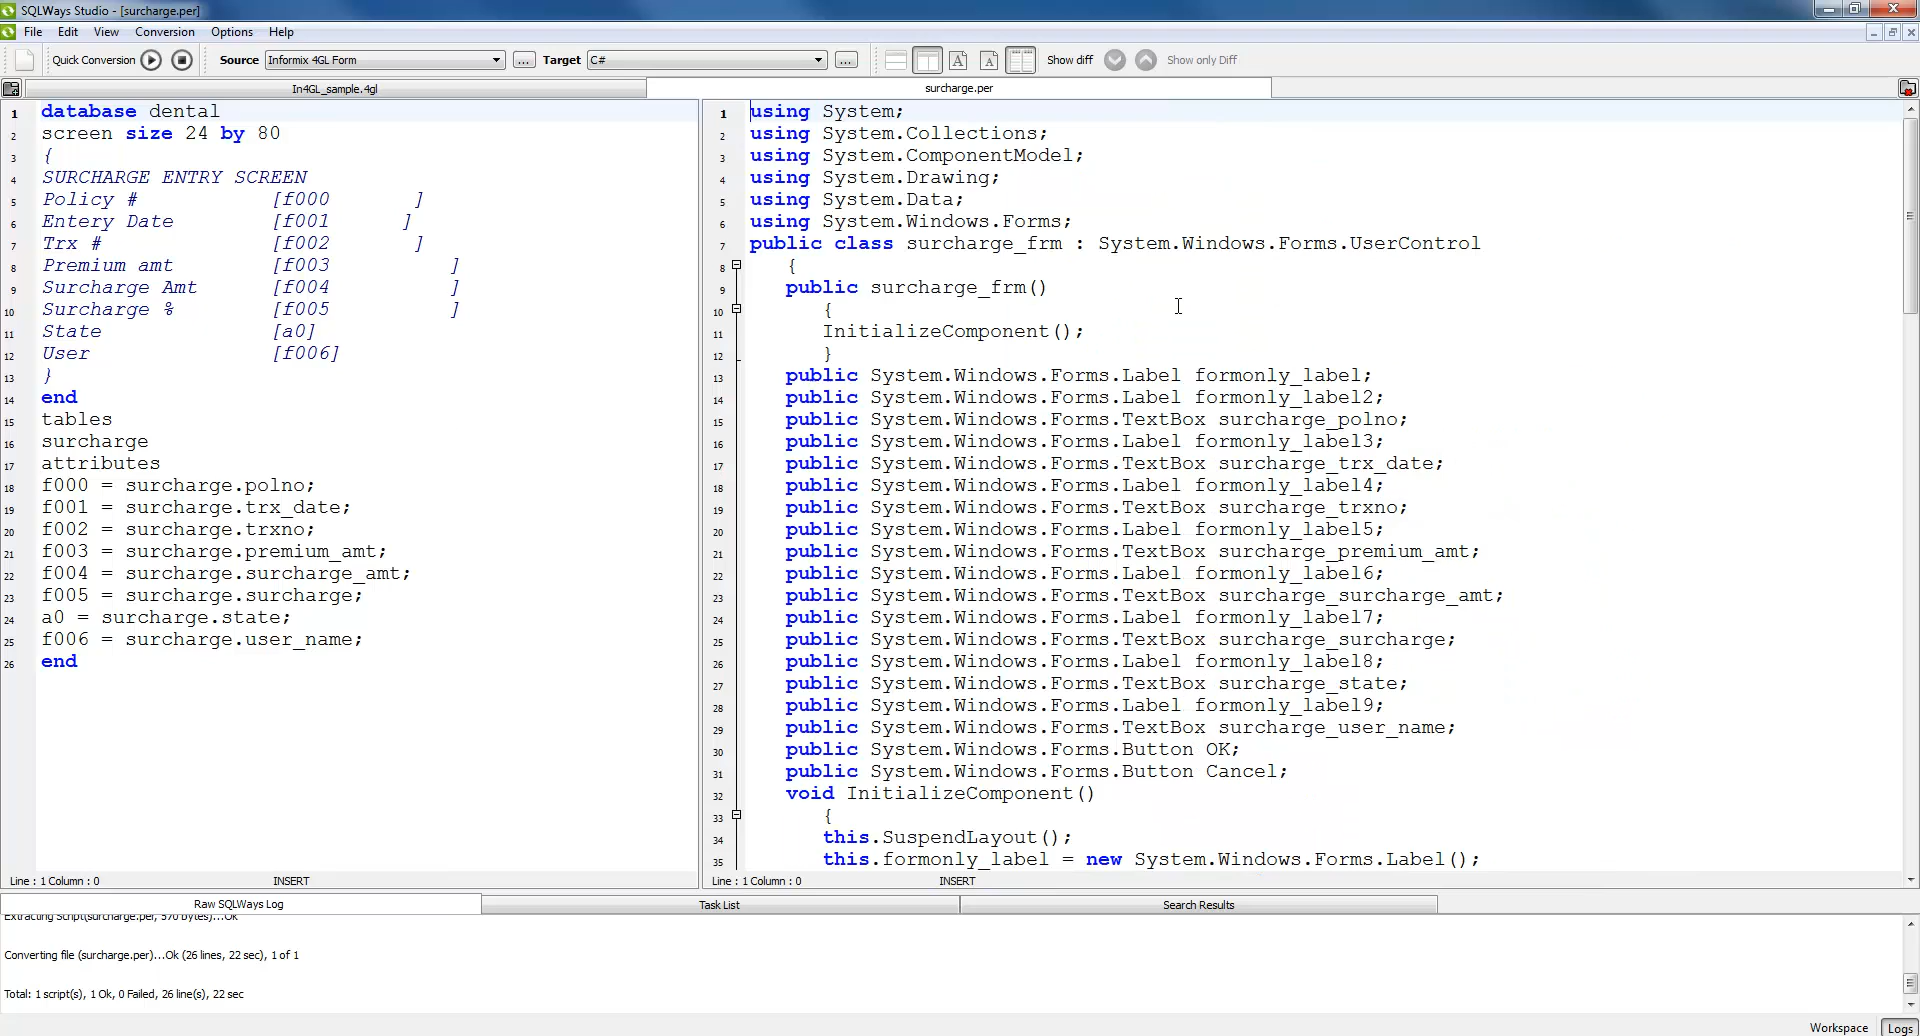 SQLWays Studio - [surcharge.per]
File Edit View Conversion Options Help
Quick Conversion Source Informix 4GL Form ... Target C# ... A A Show diff Show only Diff
In4GL_sample.4gl surcharge.per
1 database dental
2 screen size 24 by 80
3 {
4 SURCHARGE ENTRY SCREEN
5 Policy # [f000 ]
6 Entery Date [f001 ]
7 Trx # [f002 ]
8 Premium amt [f003 ]
9 Surcharge Amt [f004 ]
10 Surcharge % [f005 ]
11 State [a0]
12 User [f006]
13 }
14 end
15 tables
16 surcharge
17 attributes
18 f000 = surcharge.polno;
19 f001 = surcharge.trx_date;
20 f002 = surcharge.trxno;
21 f003 = surcharge.premium_amt;
22 f004 = surcharge.surcharge_amt;
23 f005 = surcharge.surcharge;
24 a0 = surcharge.state;
25 f006 = surcharge.user_name;
26 end
Line : 1 Column : 0 INSERT
1 using System;
2 using System.Collections;
3 using System.ComponentModel;
4 using System.Drawing;
5 using System.Data;
6 using System.Windows.Forms;
7 public class surcharge_frm : System.Windows.Forms.UserControl
8 {
9 public surcharge_frm()
10 {
11 InitializeComponent();
12 }
13 public System.Windows.Forms.Label formonly_label;
14 public System.Windows.Forms.Label formonly_label2;
15 public System.Windows.Forms.TextBox surcharge_polno;
16 public System.Windows.Forms.Label formonly_label3;
17 public System.Windows.Forms.TextBox surcharge_trx_date;
18 public System.Windows.Forms.Label formonly_label4;
19 public System.Windows.Forms.TextBox surcharge_trxno;
20 public System.Windows.Forms.Label formonly_label5;
21 public System.Windows.Forms.TextBox surcharge_premium_amt;
22 public System.Windows.Forms.Label formonly_label6;
23 public System.Windows.Forms.TextBox surcharge_surcharge_amt;
24 public System.Windows.Forms.Label formonly_label7;
25 public System.Windows.Forms.TextBox surcharge_surcharge;
26 public System.Windows.Forms.Label formonly_label8;
27 public System.Windows.Forms.TextBox surcharge_state;
28 public System.Windows.Forms.Label formonly_label9;
29 public System.Windows.Forms.TextBox surcharge_user_name;
30 public System.Windows.Forms.Button OK;
31 public System.Windows.Forms.Button Cancel;
32 void InitializeComponent()
33 {
34 this.SuspendLayout();
35 this.formonly_label = new System.Windows.Forms.Label();
Line : 1 Column : 0 INSERT
Raw SQLWays Log Task List Search Results
Extracting Script(surcharge.per, 570 bytes)...Ok
Converting file (surcharge.per)...Ok (26 lines, 22 sec), 1 of 1
Total: 1 script(s), 1 Ok, 0 Failed, 26 line(s), 22 sec
Workspace Logs